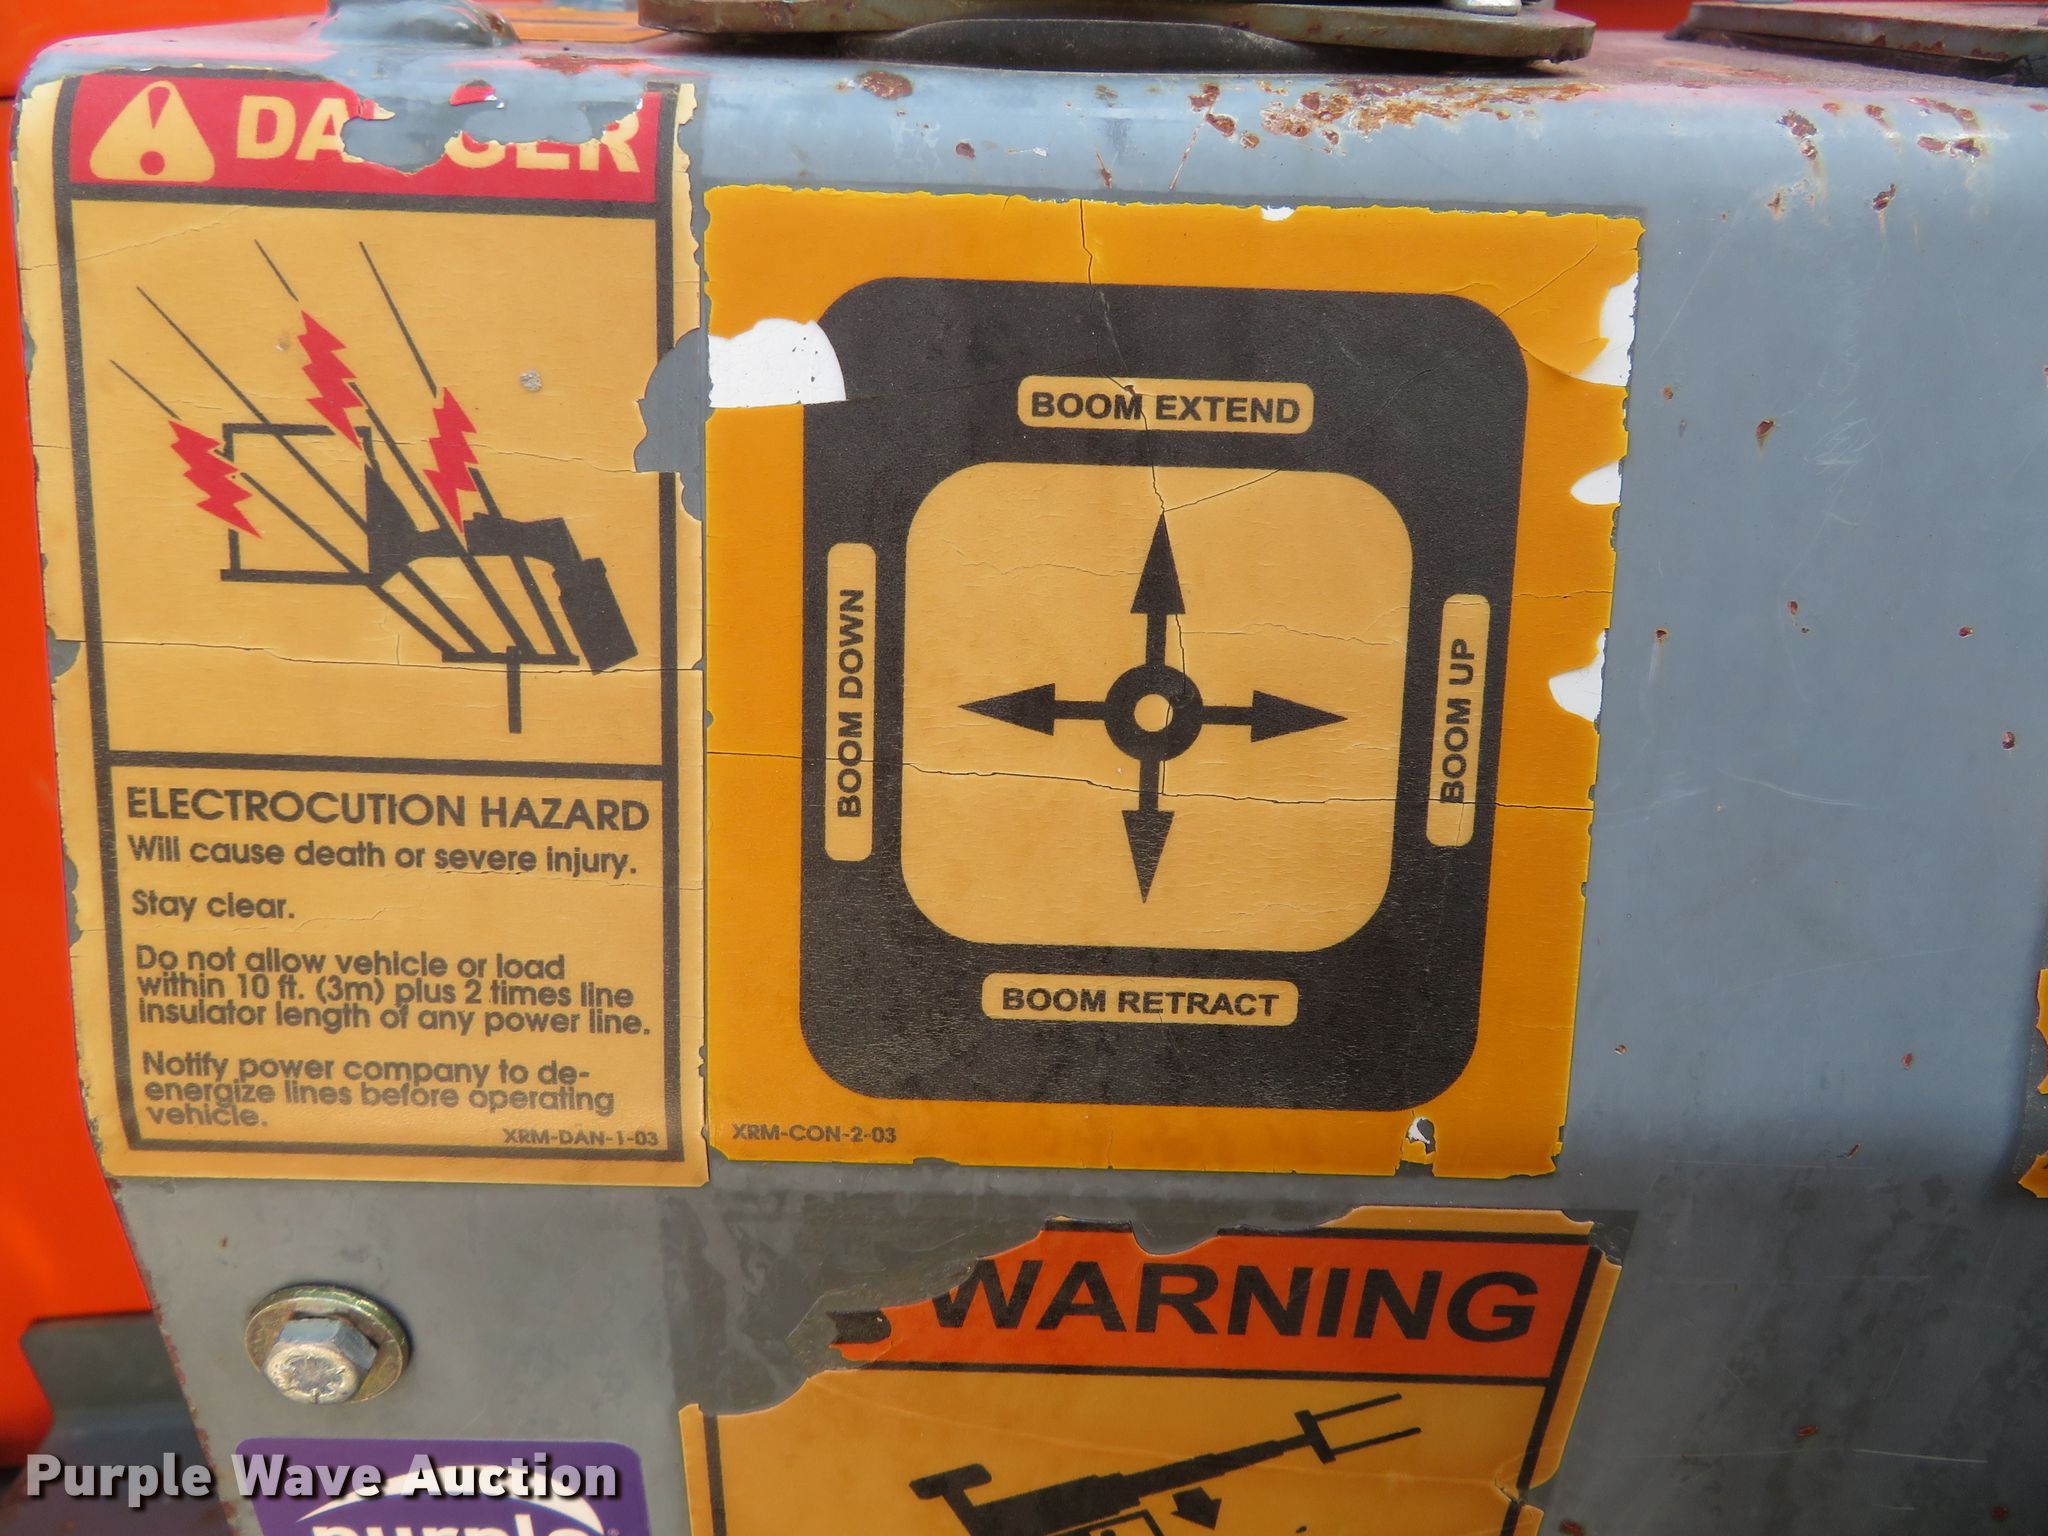 DANGER
ELECTROCUTION HAZARD
Will cause death or severe injury.
Stay clear.
Do not allow vehicle or load
within 10 ft. (3m) plus 2 times line
insulator length of any power line.
Notify power company to de-
energize lines before operating
vehicle.
XRM-DAN-1-03
BOOM EXTEND
BOOM DOWN
BOOM UP
BOOM RETRACT
XRM-CON-2-03
WARNING
Purple Wave Auction
purple